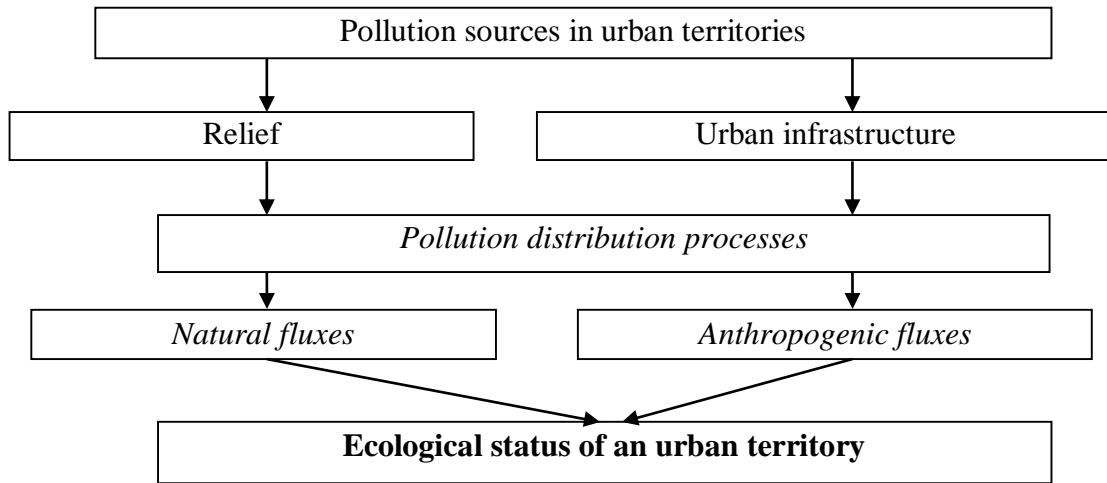 Pollution sources in urban territories
Relief
Urban infrastructure
Pollution distribution processes
Natural fluxes
Anthropogenic fluxes
Ecological status of an urban territory